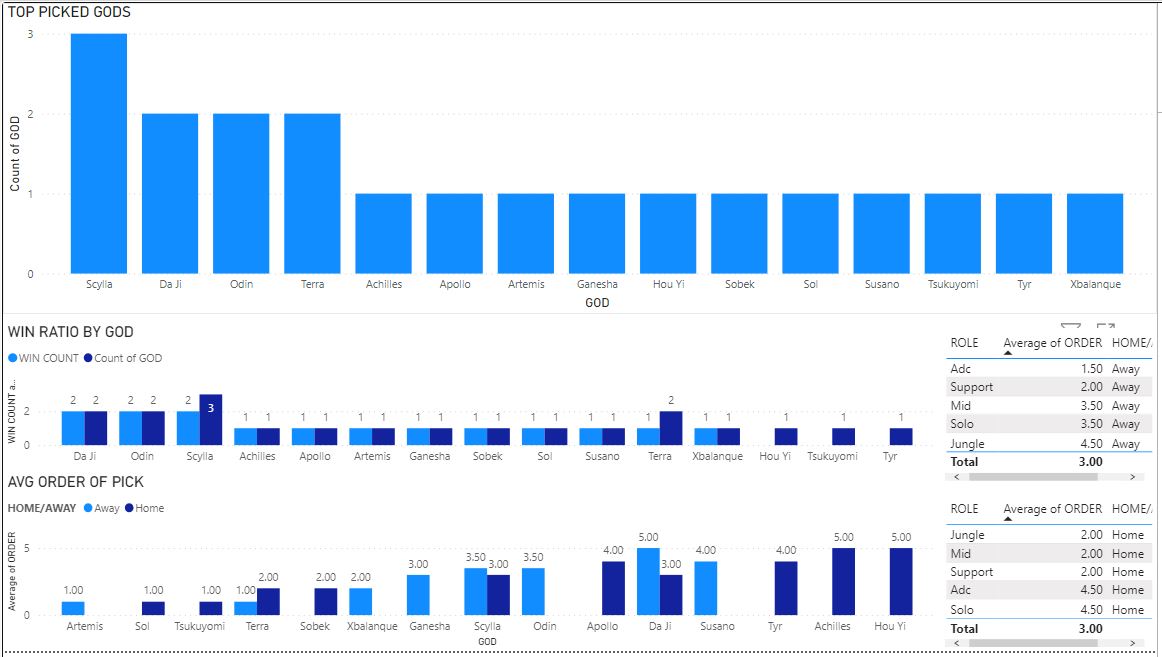 TOP PICKED GODS
3
2
1
0
Count of GOD
Scylla Da Ji Odin Terra Achilles Apollo Artemis Ganesha Hou Yi Sobek Sol Susano Tsukuyomi Tyr Xbalanque
GOD
WIN RATIO BY GOD
WIN COUNT Count of GOD
WIN COUNT a...
2
0
2 2 2 2 2 3 1 1 1 1 1 1 1 1 1 1 1 1 1 1 1 2 1 1 1 1 1
Da Ji Odin Scylla Achilles Apollo Artemis Ganesha Sobek Sol Susano Terra Xbalanque Hou Yi Tsukuyomi Tyr
ROLE Average of ORDER HOME/
Adc 1.50 Away
Support 2.00 Away
Mid 3.50 Away
Solo 3.50 Away
Jungle 4.50 Away
Total 3.00
AVG ORDER OF PICK
HOME/AWAY Away Home
Average of ORDER
5
0
1.00 1.00 1.00 1.00 2.00 2.00 2.00 3.00 3.50 3.00 3.50 4.00 5.00 3.00 4.00 4.00 5.00 5.00
Artemis Sol Tsukuyomi Terra Sobek Xbalanque Ganesha Scylla Odin Apollo Da Ji Susano Tyr Achilles Hou Yi
GOD
ROLE Average of ORDER HOME/
Jungle 2.00 Home
Mid 2.00 Home
Support 2.00 Home
Adc 4.50 Home
Solo 4.50 Home
Total 3.00